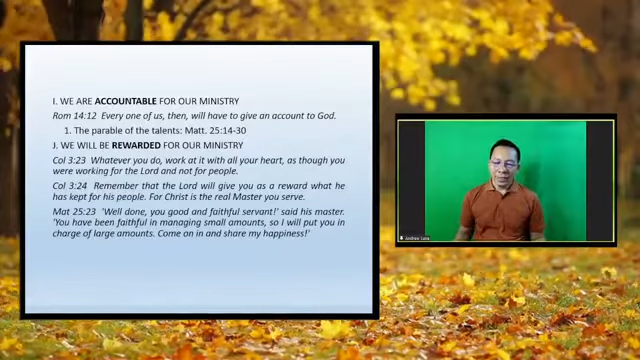 I. WE ARE ACCOUNTABLE FOR OUR MINISTRY
Rom 14:12 Every one of us, then, will have to give an account to God.
1. The parable of the talents: Matt. 25:14-30
J. WE WILL BE REWARDED FOR OUR MINISTRY
Col 3:23 Whatever you do, work at it with all your heart, as though you
were working for the Lord and not for people.
Col 3:24 Remember that the Lord will give you as a reward what he
has kept for his people. For Christ is the real Master you serve.
Mat 25:23 'Well done, you good and faithful servant!' said his master.
'You have been faithful in managing small amounts, so I will put you in
charge of large amounts. Come on in and share my happiness!'